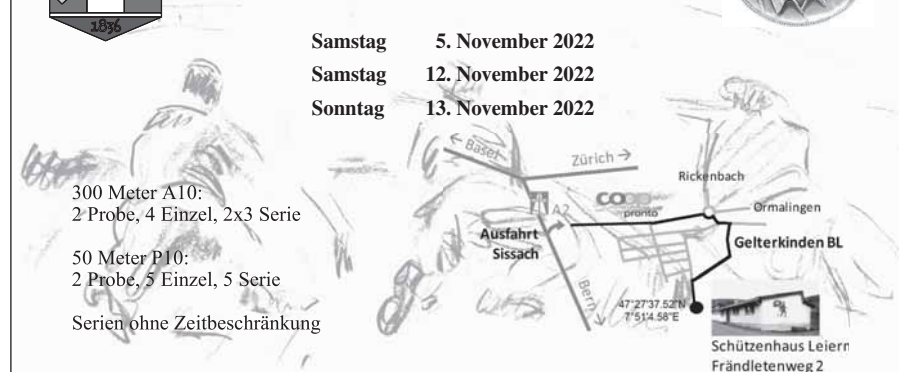 1836
Samstag 5. November 2022
Samstag 12. November 2022
Sonntag 13. November 2022
300 Meter A10:
2 Probe, 4 Einzel, 2x3 Serie
50 Meter P10:
2 Probe, 5 Einzel, 5 Serie
Serien ohne Zeitbeschränkung
← Basel
Zürich →
Rickenbach
A2
coop
pronto
Ormalingen
Ausfahrt
Sissach
Gelterkinden BL
Bern →
47°27'37.52"N
7°51'4.58"E
Schützenhaus Leiern
Frändletenweg 2